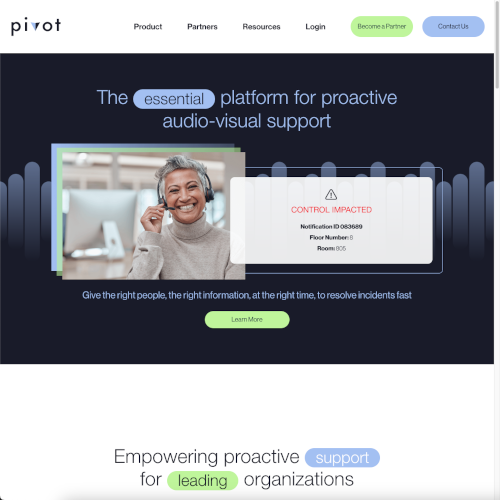 pivot
Product Partners Resources Login Become a Partner Contact Us
The essential platform for proactive
audio-visual support
CONTROL IMPACTED
Notification ID 083689
Floor Number: 8
Room: 805
Give the right people, the right information, at the right time, to resolve incidents fast
Learn More
Empowering proactive support
for leading organizations